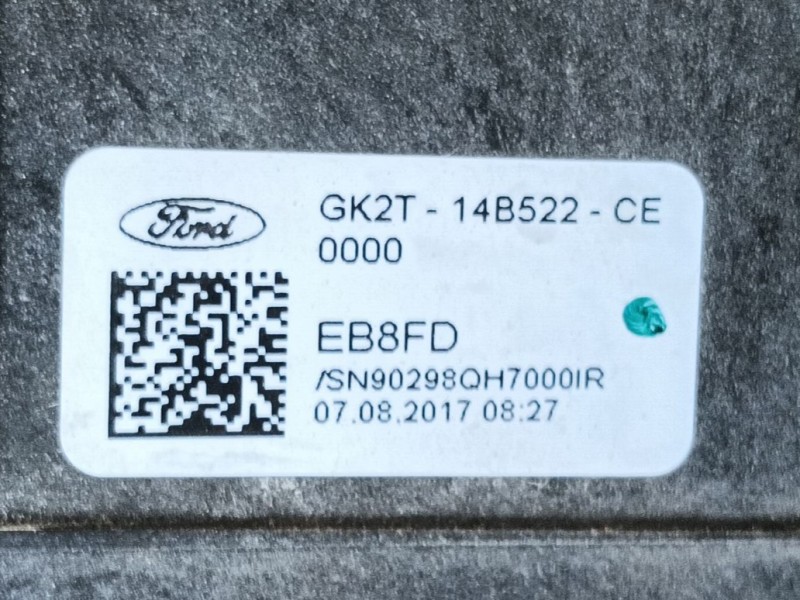 Ford
GK2T - 14B522 - CE
0000
EB8FD
/SN90298QH7000IR
07.08.2017 08:27